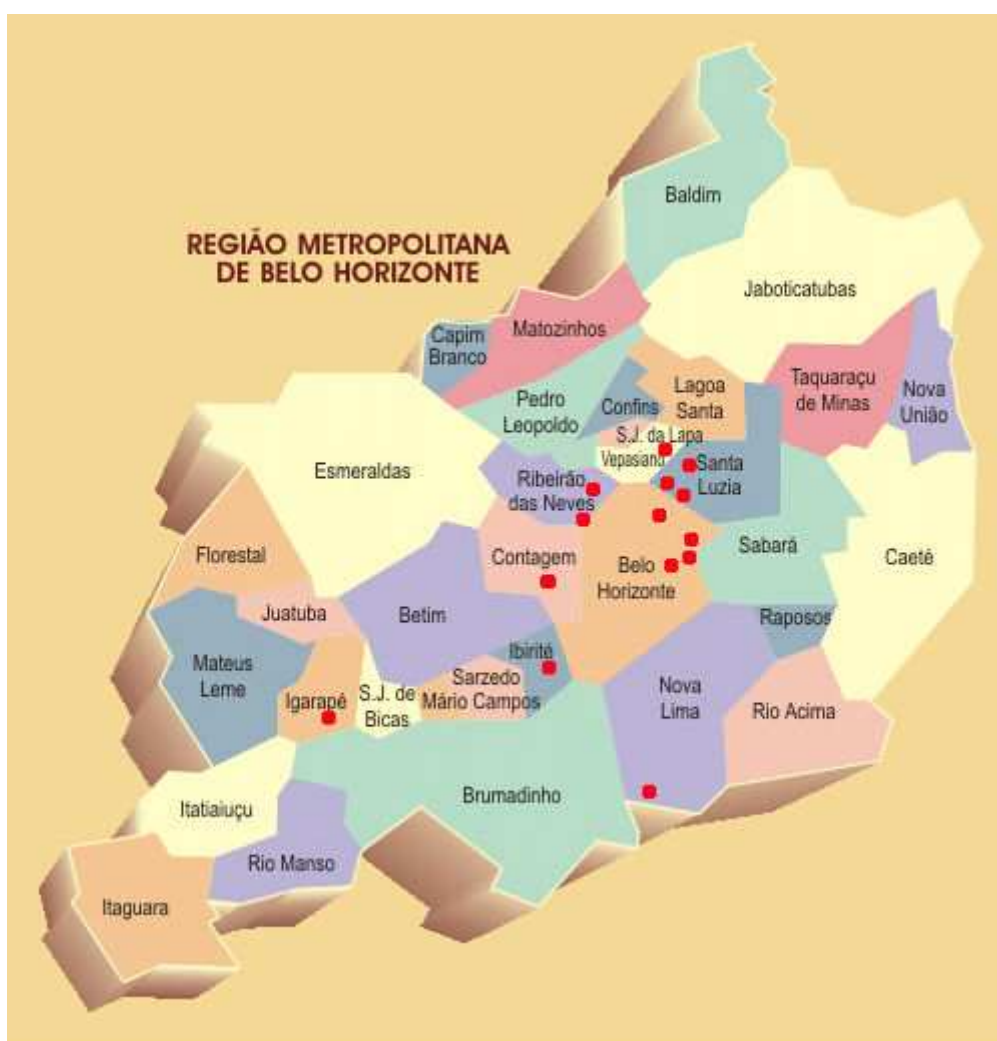 REGIÃO METROPOLITANA
DE BELO HORIZONTE
Baldim
Jaboticatubas
Capim
Branco
Matozinhos
Pedro
Leopoldo
Confins
Lagoa
Santa
Taquaraçu
de Minas
Nova
União
S.J. da Lapa
Vepasiano
Santa
Luzia
Esmeraldas
Ribeirão
das Neves
Florestal
Contagem
Belo
Horizonte
Sabará
Caeté
Juatuba
Betim
Raposos
Mateus
Leme
Igarapé
S.J. de
Bicas
Ibirité
Sarzedo
Mário Campos
Nova
Lima
Rio Acima
Itatiaiuçu
Brumadinho
Rio Manso
Itaguara